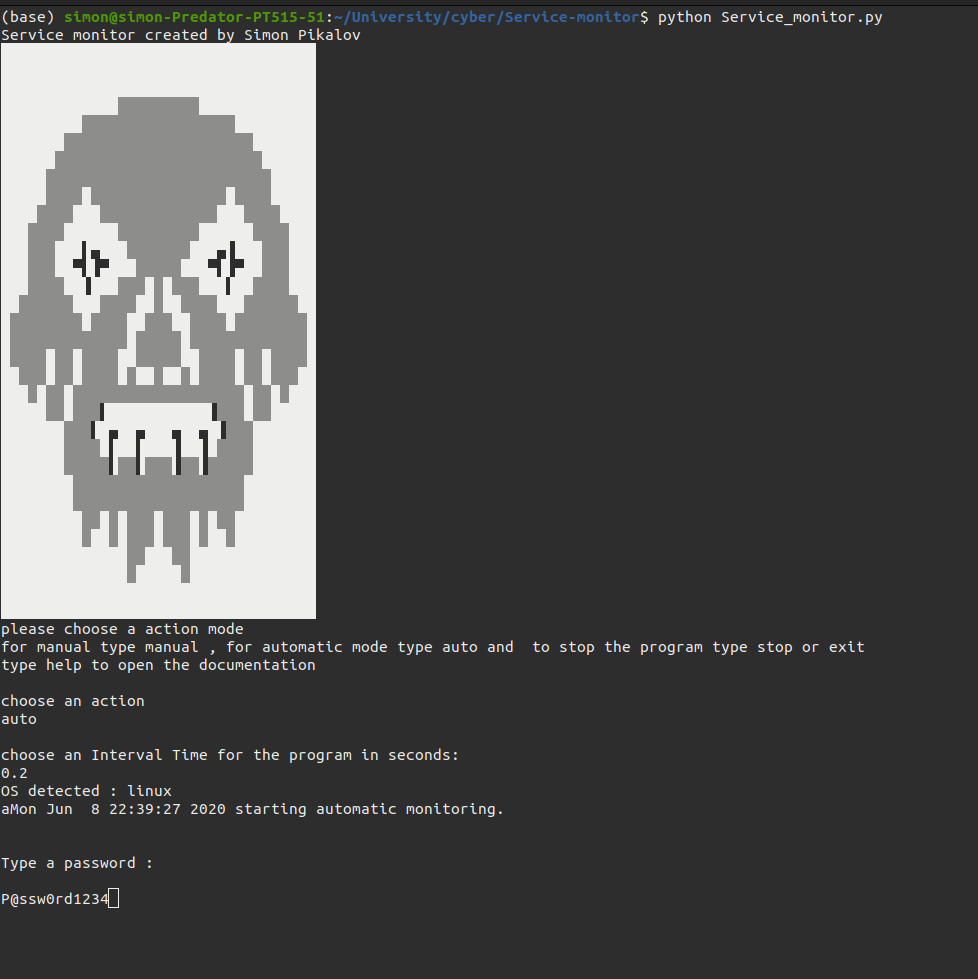 (base) simon@simon-Predator-PT515-51:~/University/cyber/Service-monitor$ python Service_monitor.py
Service monitor created by Simon Pikalov
please choose a action mode
for manual type manual , for automatic mode type auto and  to stop the program type stop or exit
type help to open the documentation
choose an action
auto
choose an Interval Time for the program in seconds:
0.2
OS detected : linux
aMon Jun  8 22:39:27 2020 starting automatic monitoring.
Type a password :
P@ssw0rd1234